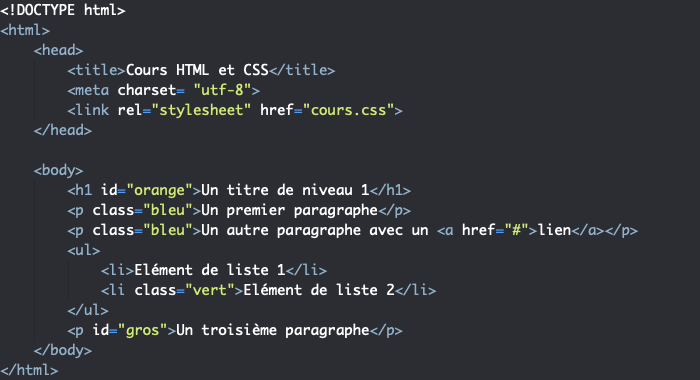 <!DOCTYPE html>
<html>
    <head>
        <title>Cours HTML et CSS</title>
        <meta charset= "utf-8">
        <link rel="stylesheet" href="cours.css">
    </head>

    <body>
        <h1 id="orange">Un titre de niveau 1</h1>
        <p class="bleu">Un premier paragraphe</p>
        <p class="bleu">Un autre paragraphe avec un <a href="#">lien</a></p>
        <ul>
            <li>Elément de liste 1</li>
            <li class="vert">Elément de liste 2</li>
        </ul>
        <p id="gros">Un troisième paragraphe</p>
    </body>
</html>